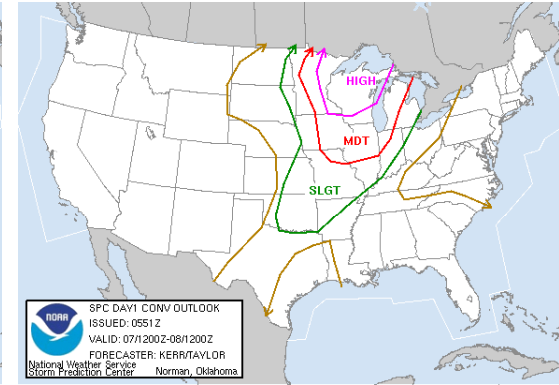 HIGH
MDT
SLGT
SPC DAY1 CONV OUTLOOK
ISSUED: 0551Z
VALID: 07/1200Z-08/1200Z
FORECASTER: KERR/TAYLOR
National Weather Service
Storm Prediction Center Norman, Oklahoma
NOAA